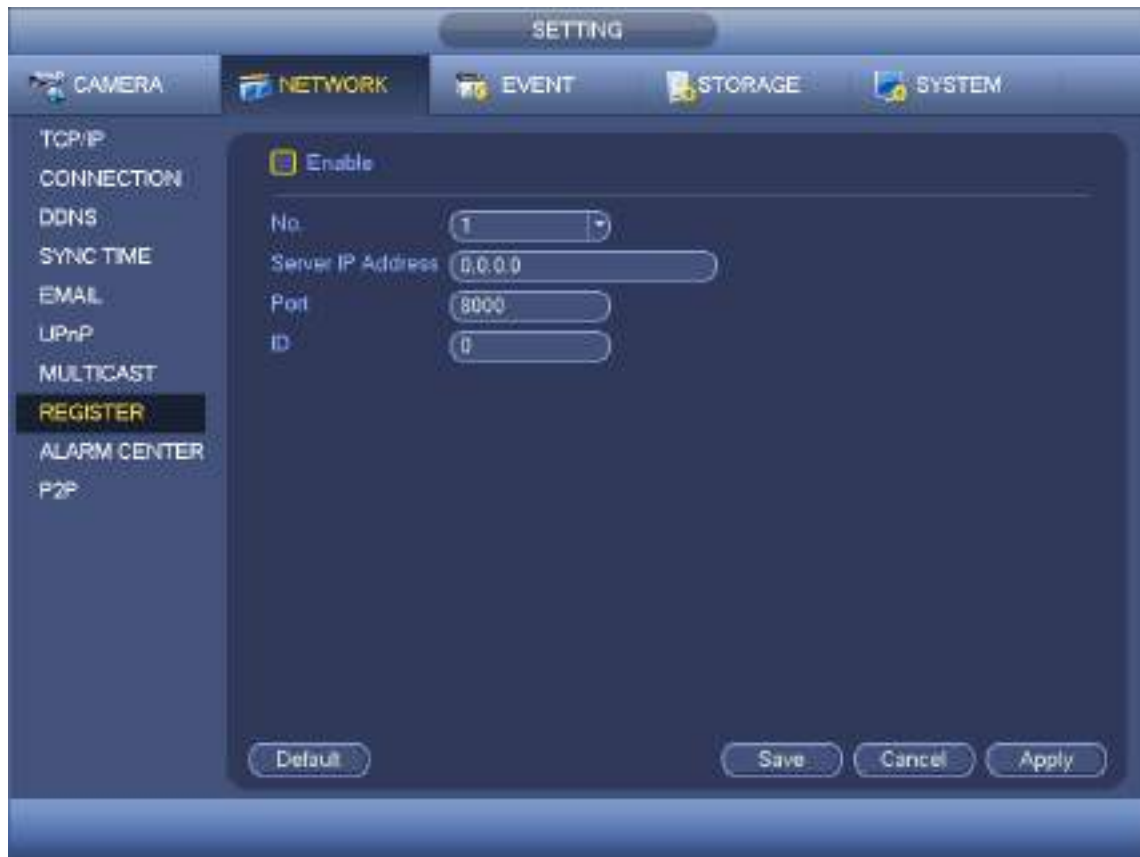 SETTING
CAMERA NETWORK EVENT STORAGE SYSTEM
TCP/IP
CONNECTION
DDNS
SYNC TIME
EMAIL
UPnP
MULTICAST
REGISTER
ALARM CENTER
P2P
Enable
No. 1
Server IP Address 0.0.0.0
Port 8000
ID 0
Default Save Cancel Apply